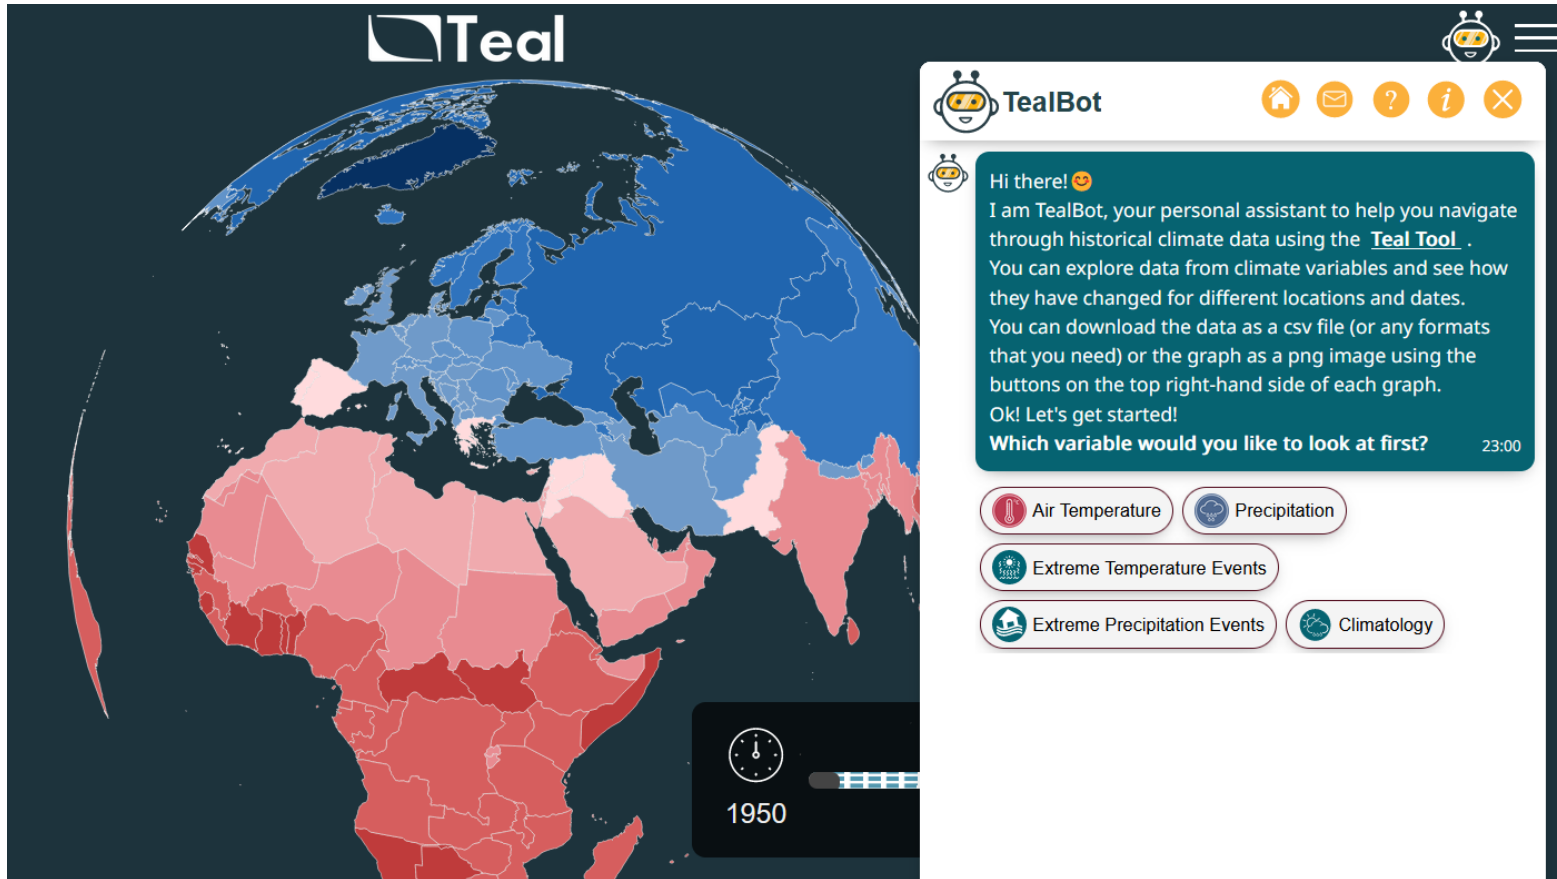 Teal
TealBot
Hi there!😊
I am TealBot, your personal assistant to help you navigate
through historical climate data using the Teal Tool .
You can explore data from climate variables and see how
they have changed for different locations and dates.
You can download the data as a csv file (or any formats
that you need) or the graph as a png image using the
buttons on the top right-hand side of each graph.
Ok! Let's get started!
Which variable would you like to look at first? 23:00
Air Temperature
Precipitation
Extreme Temperature Events
Extreme Precipitation Events
Climatology
1950